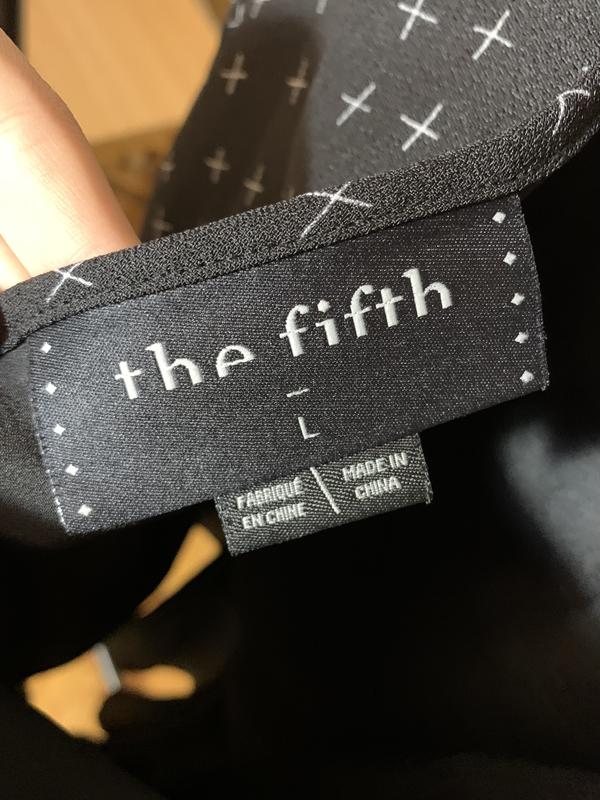 the fifth
L
FABRIQUÉ
EN CHINE
MADE IN
CHINA